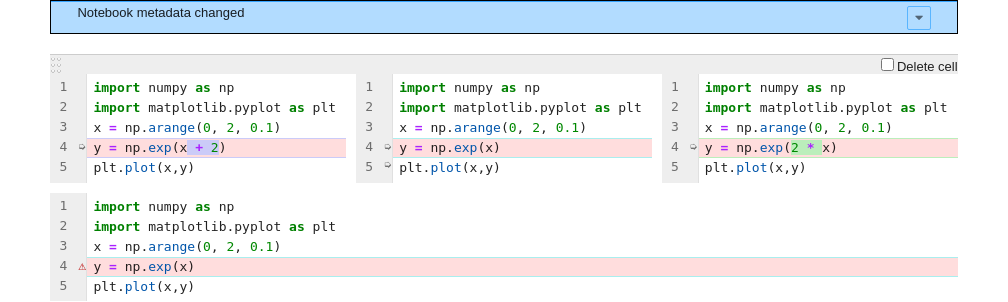 Notebook metadata changed
Delete cell
1 import numpy as np
2 import matplotlib.pyplot as plt
3 x = np.arange(0, 2, 0.1)
4 y = np.exp(x + 2)
5 plt.plot(x,y)
1 import numpy as np
2 import matplotlib.pyplot as plt
3 x = np.arange(0, 2, 0.1)
4 y = np.exp(x)
5 plt.plot(x,y)
1 import numpy as np
2 import matplotlib.pyplot as plt
3 x = np.arange(0, 2, 0.1)
4 y = np.exp(2 * x)
5 plt.plot(x,y)
1 import numpy as np
2 import matplotlib.pyplot as plt
3 x = np.arange(0, 2, 0.1)
4 y = np.exp(x)
5 plt.plot(x,y)